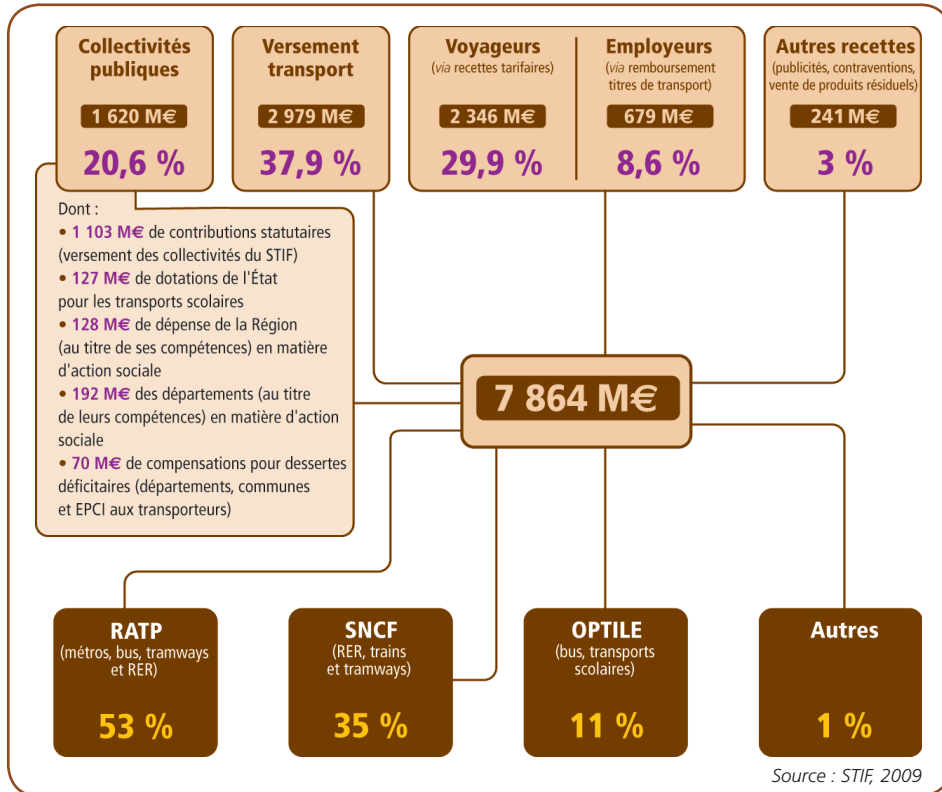 Collectivités
publiques
1 620 M€
20,6 %
Versement
transport
2 979 M€
37,9 %
Voyageurs
(via recettes tarifaires)
2 346 M€
29,9 %
Employeurs
(via remboursement
titres de transport)
679 M€
8,6 %
Autres recettes
(publicités, contraventions,
vente de produits résiduels)
241 M€
3 %
Dont :
• 1 103 M€ de contributions statutaires
(versement des collectivités du STIF)
• 127 M€ de dotations de l'État
pour les transports scolaires
• 128 M€ de dépense de la Région
(au titre de ses compétences) en matière
d'action sociale
• 192 M€ des départements (au titre
de leurs compétences) en matière d'action
sociale
• 70 M€ de compensations pour dessertes
déficitaires (départements, communes
et EPCI aux transporteurs)
7 864 M€
RATP
(métros, bus, tramways
et RER)
53 %
SNCF
(RER, trains
et tramways)
35 %
OPTILE
(bus, transports
scolaires)
11 %
Autres
1 %
Source : STIF, 2009